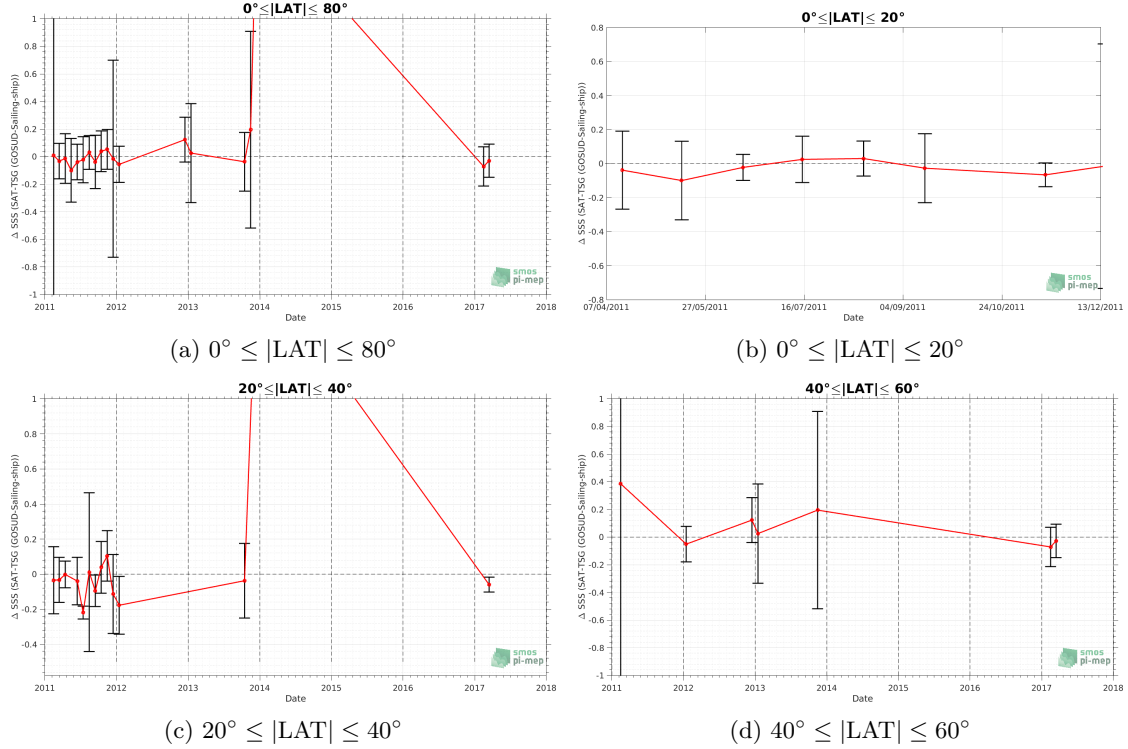 0°≤|LAT|≤ 80°
1
0.8
0.6
0.4
0.2
0
-0.2
-0.4
-0.6
-0.8
-1
Δ SSS (SAT-TSG (GOSUD-Sailing-ship))
2011 2012 2013 2014 2015 2016 2017 2018
Date
smos
pi-mep
(a) 0° ≤ |LAT| ≤ 80°
0°≤|LAT|≤ 20°
0.8
0.6
0.4
0.2
0
-0.2
-0.4
-0.6
-0.8
Δ SSS (SAT-TSG (GOSUD-Sailing-ship))
07/04/2011 27/05/2011 16/07/2011 04/09/2011 24/10/2011 13/12/2011
Date
smos
pi-mep
(b) 0° ≤ |LAT| ≤ 20°
20°≤|LAT|≤ 40°
1
0.8
0.6
0.4
0.2
0
-0.2
-0.4
Δ SSS (SAT-TSG (GOSUD-Sailing-ship))
2011 2012 2013 2014 2015 2016 2017 2018
Date
smos
pi-mep
(c) 20° ≤ |LAT| ≤ 40°
40°≤|LAT|≤ 60°
1
0.8
0.6
0.4
0.2
0
-0.2
-0.4
-0.6
-0.8
-1
Δ SSS (SAT-TSG (GOSUD-Sailing-ship))
2011 2012 2013 2014 2015 2016 2017 2018
Date
smos
pi-mep
(d) 40° ≤ |LAT| ≤ 60°